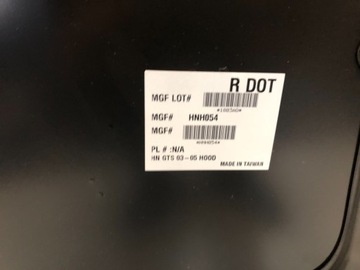 R DOT
MGF LOT#
MGF# HNH054
MGF#
PL # :N/A
HN GTS 03-05 HOOD
MADE IN TAIWAN